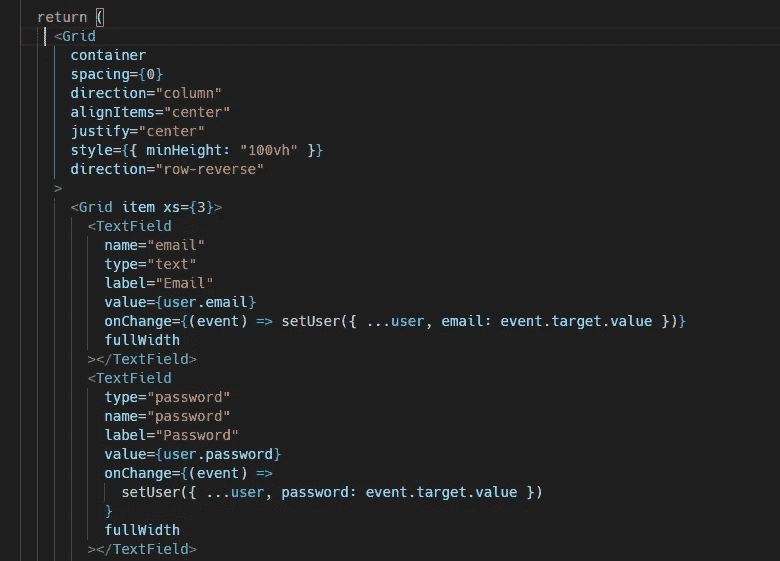 return (
<Grid
container
spacing={0}
direction="column"
alignItems="center"
justify="center"
style={{ minHeight: "100vh" }}
direction="row-reverse"
>
<Grid item xs={3}>
<TextField
name="email"
type="text"
label="Email"
value={user.email}
onChange={(event) => setUser({ ...user, email: event.target.value })}
fullWidth
></TextField>
<TextField
type="password"
name="password"
label="Password"
value={user.password}
onChange={(event) =>
setUser({ ...user, password: event.target.value })
}
fullWidth
></TextField>